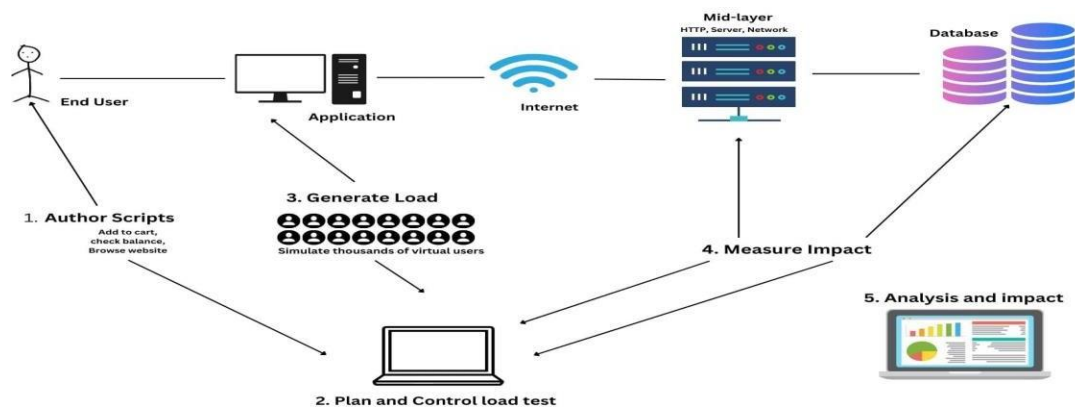 Mid-layer
HTTP, Server, Network
Database
End User
Application
Internet
1. Author Scripts
Add to cart,
check balance,
Browse website
3. Generate Load
Simulate thousands of virtual users
4. Measure Impact
5. Analysis and impact
2. Plan and Control load test